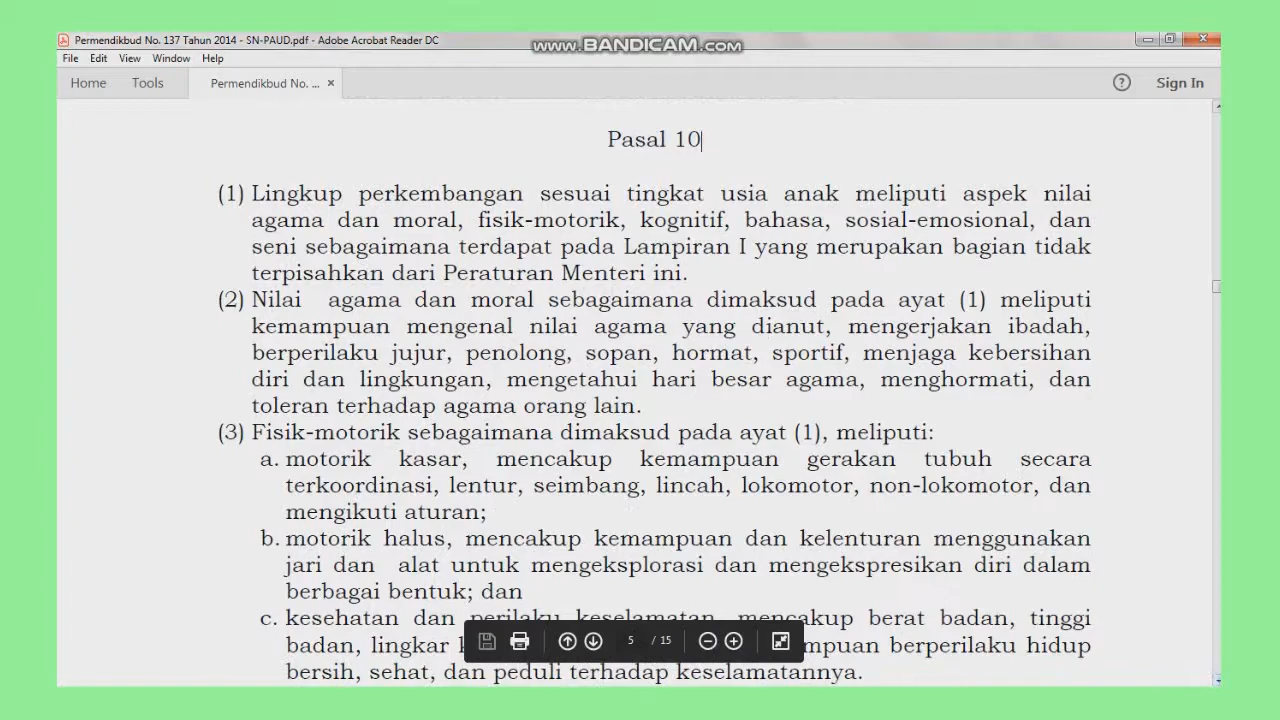 Permendikbud No. 137 Tahun 2014 - SN-PAUD.pdf - Adobe Acrobat Reader DC
www.BANDICAM.com
File Edit View Window Help
Home Tools Permendikbud No. ... × ? Sign In
Pasal 10
(1) Lingkup perkembangan sesuai tingkat usia anak meliputi aspek nilai
agama dan moral, fisik-motorik, kognitif, bahasa, sosial-emosional, dan
seni sebagaimana terdapat pada Lampiran I yang merupakan bagian tidak
terpisahkan dari Peraturan Menteri ini.
(2) Nilai agama dan moral sebagaimana dimaksud pada ayat (1) meliputi
kemampuan mengenal nilai agama yang dianut, mengerjakan ibadah,
berperilaku jujur, penolong, sopan, hormat, sportif, menjaga kebersihan
diri dan lingkungan, mengetahui hari besar agama, menghormati, dan
toleran terhadap agama orang lain.
(3) Fisik-motorik sebagaimana dimaksud pada ayat (1), meliputi:
a. motorik kasar, mencakup kemampuan gerakan tubuh secara
terkoordinasi, lentur, seimbang, lincah, lokomotor, non-lokomotor, dan
mengikuti aturan;
b. motorik halus, mencakup kemampuan dan kelenturan menggunakan
jari dan alat untuk mengeksplorasi dan mengekspresikan diri dalam
berbagai bentuk; dan
c. kesehatan dan perilaku keselamatan, mencakup berat badan, tinggi
badan, lingkar berperilaku hidup
bersih, sehat, dan peduli terhadap keselamatannya.
5 / 15